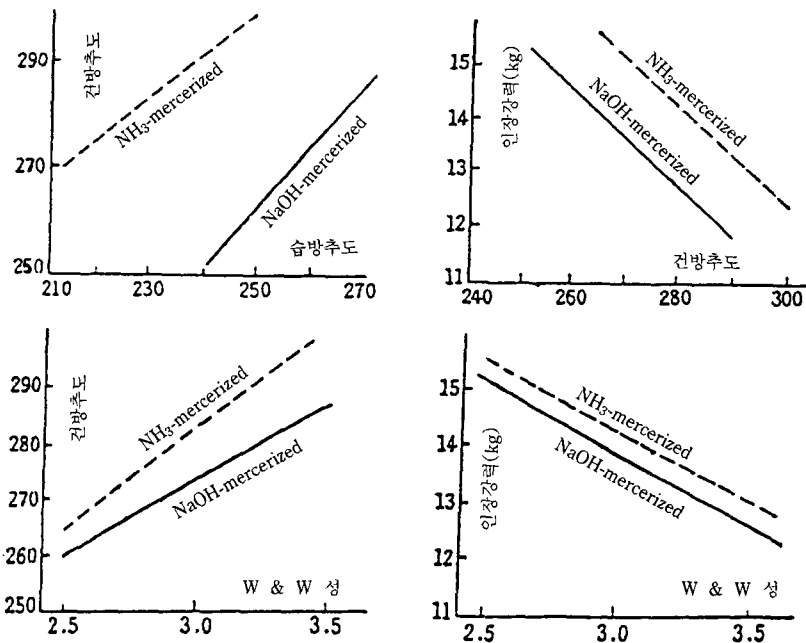 건방추도
290
270
250
NH₃-mercerized
NaOH-mercerized
습방추도
210 230 250 270
인장강력(kg)
15
14
13
12
11
NH₃-mercerized
NaOH-mercerized
건방추도
240 260 280 300
건방추도
290
280
270
260
250
NH₃-mercerized
NaOH-mercerized
W & W 성
2.5 3.0 3.5
인장강력(kg)
15
14
13
12
11
NH₃-mercerized
NaOH-mercerized
W & W 성
2.5 3.0 3.5